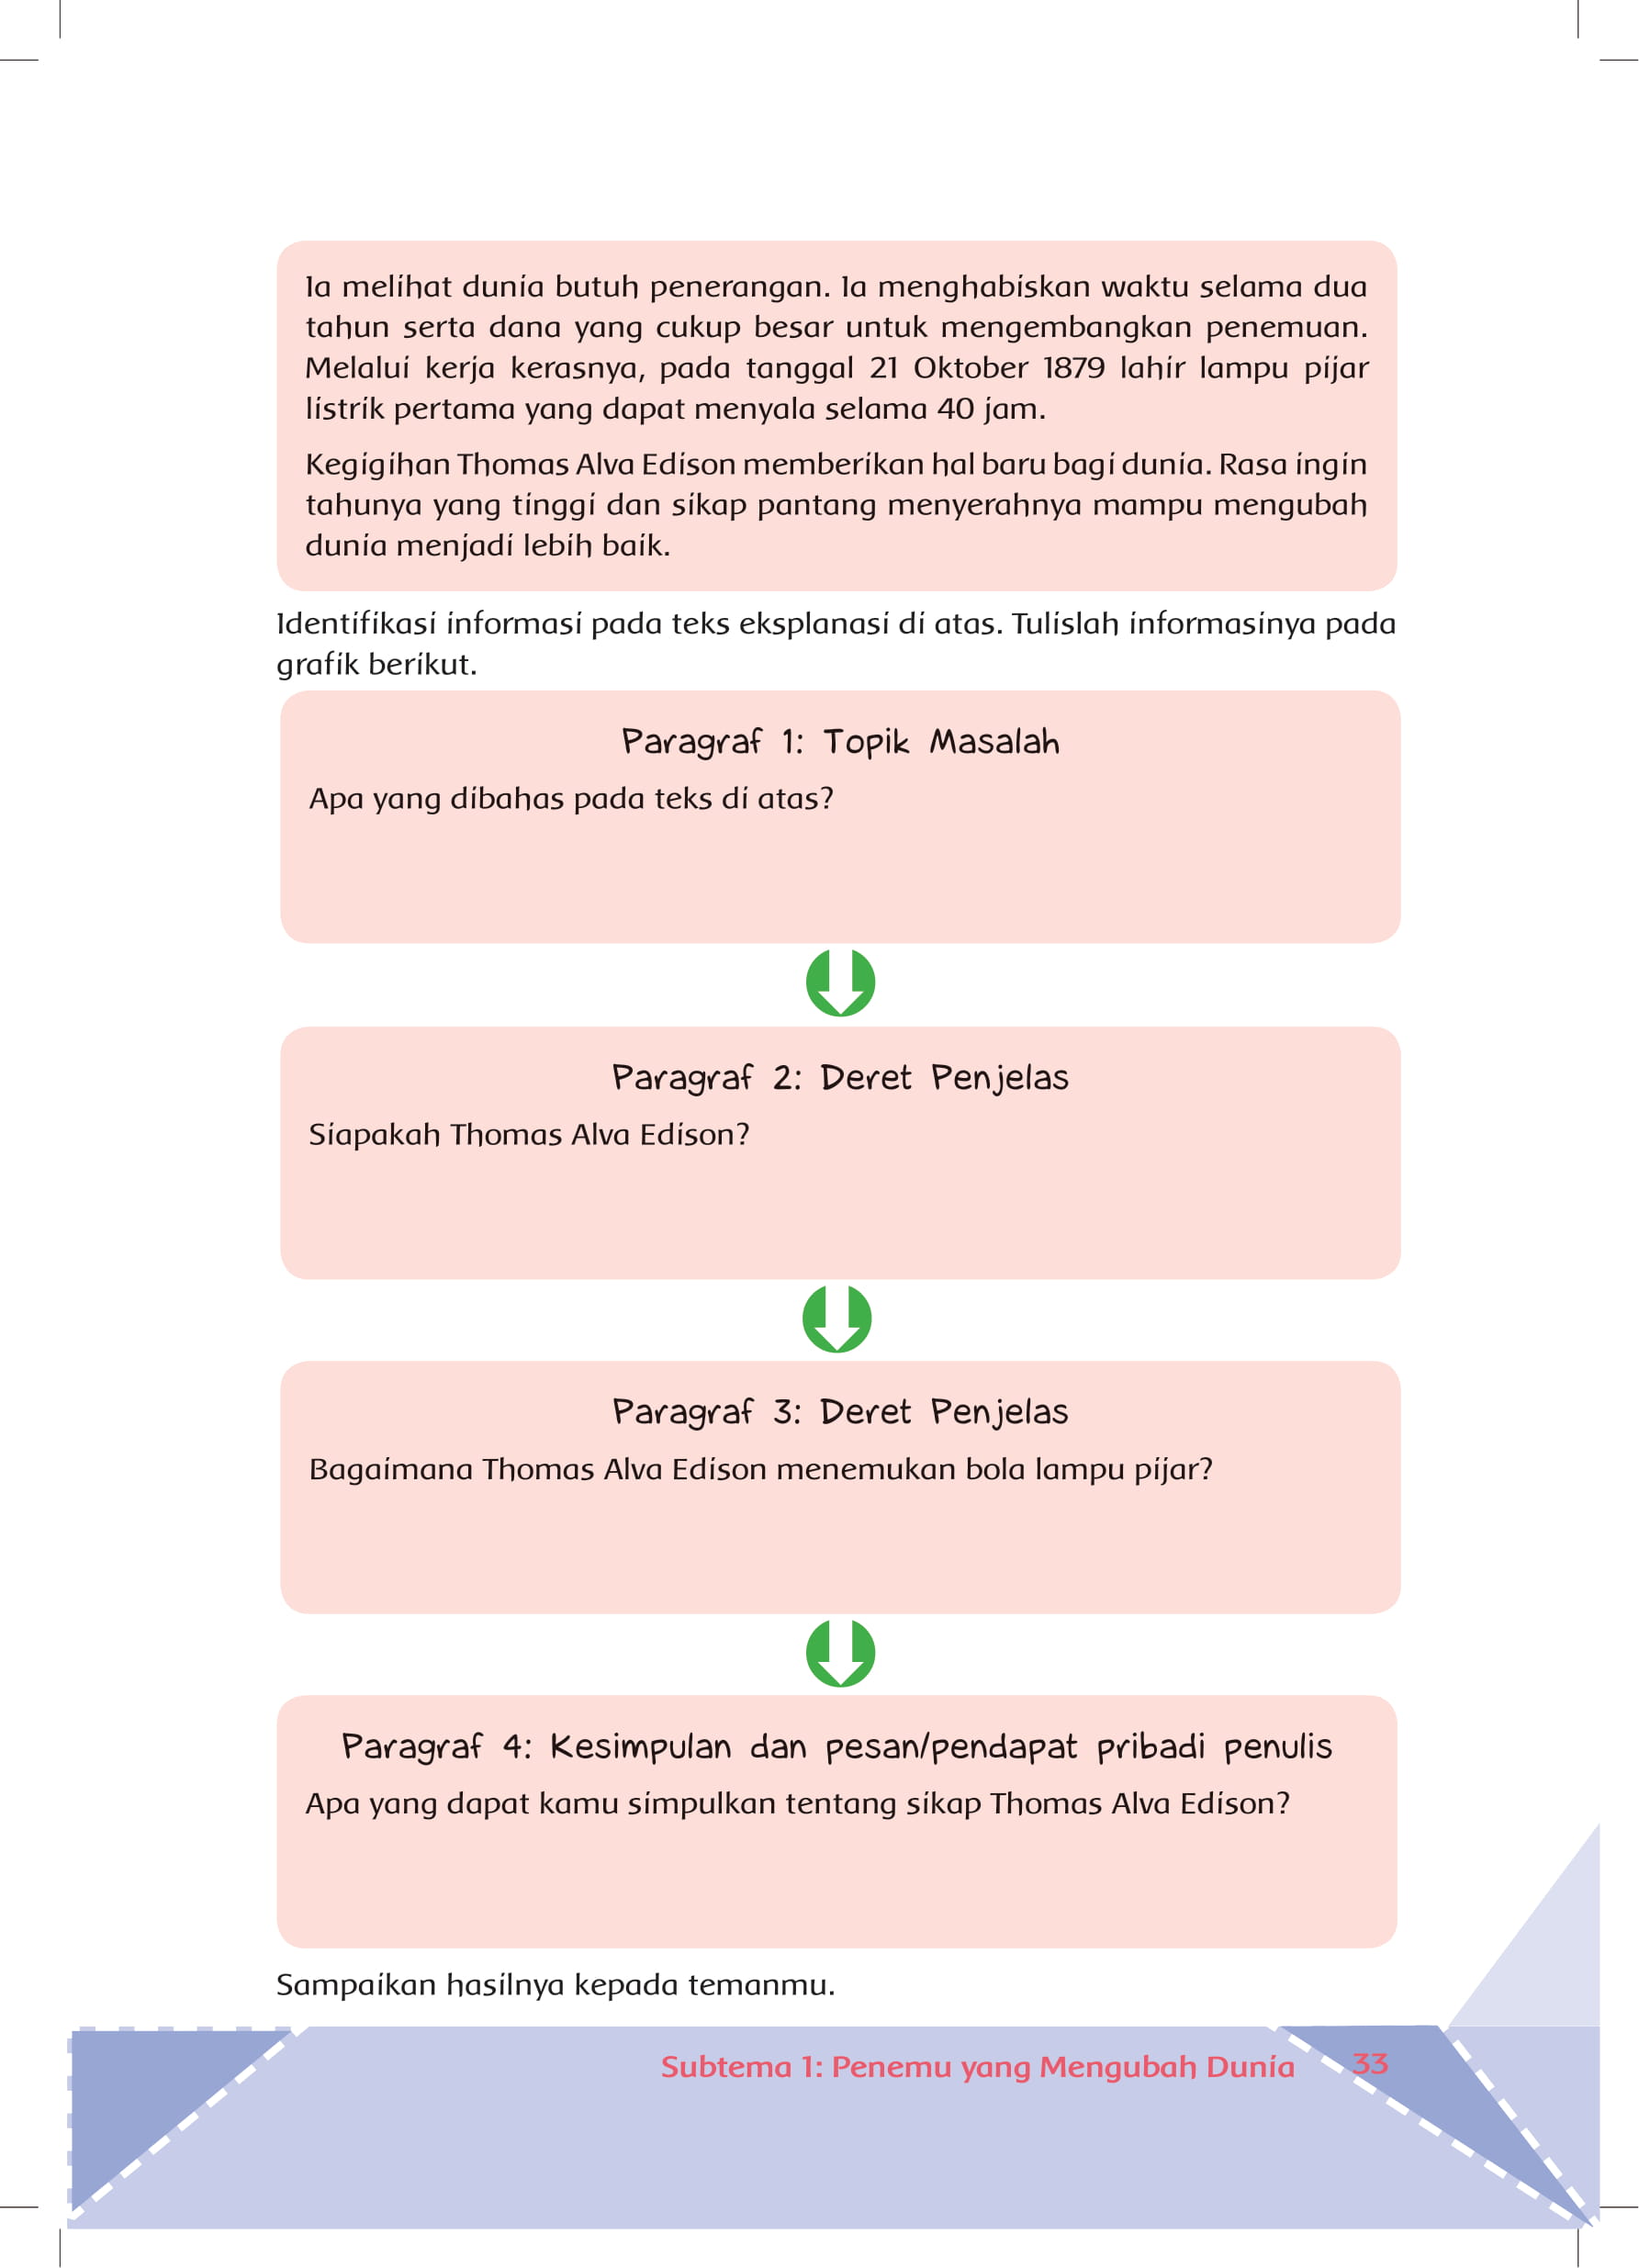 Ia melihat dunia butuh penerangan. Ia menghabiskan waktu selama dua
tahun serta dana yang cukup besar untuk mengembangkan penemuan.
Melalui kerja kerasnya, pada tanggal 21 Oktober 1879 lahir lampu pijar
listrik pertama yang dapat menyala selama 40 jam.
Kegigihan Thomas Alva Edison memberikan hal baru bagi dunia. Rasa ingin
tahunya yang tinggi dan sikap pantang menyerahnya mampu mengubah
dunia menjadi lebih baik.
Identifikasi informasi pada teks eksplanasi di atas. Tulislah informasinya pada
grafik berikut.
Paragraf 1: Topik Masalah
Apa yang dibahas pada teks di atas?
Paragraf 2: Deret Penjelas
Siapakah Thomas Alva Edison?
Paragraf 3: Deret Penjelas
Bagaimana Thomas Alva Edison menemukan bola lampu pijar?
Paragraf 4: Kesimpulan dan pesan/pendapat pribadi penulis
Apa yang dapat kamu simpulkan tentang sikap Thomas Alva Edison?
Sampaikan hasilnya kepada temanmu.
Subtema 1: Penemu yang Mengubah Dunia 33